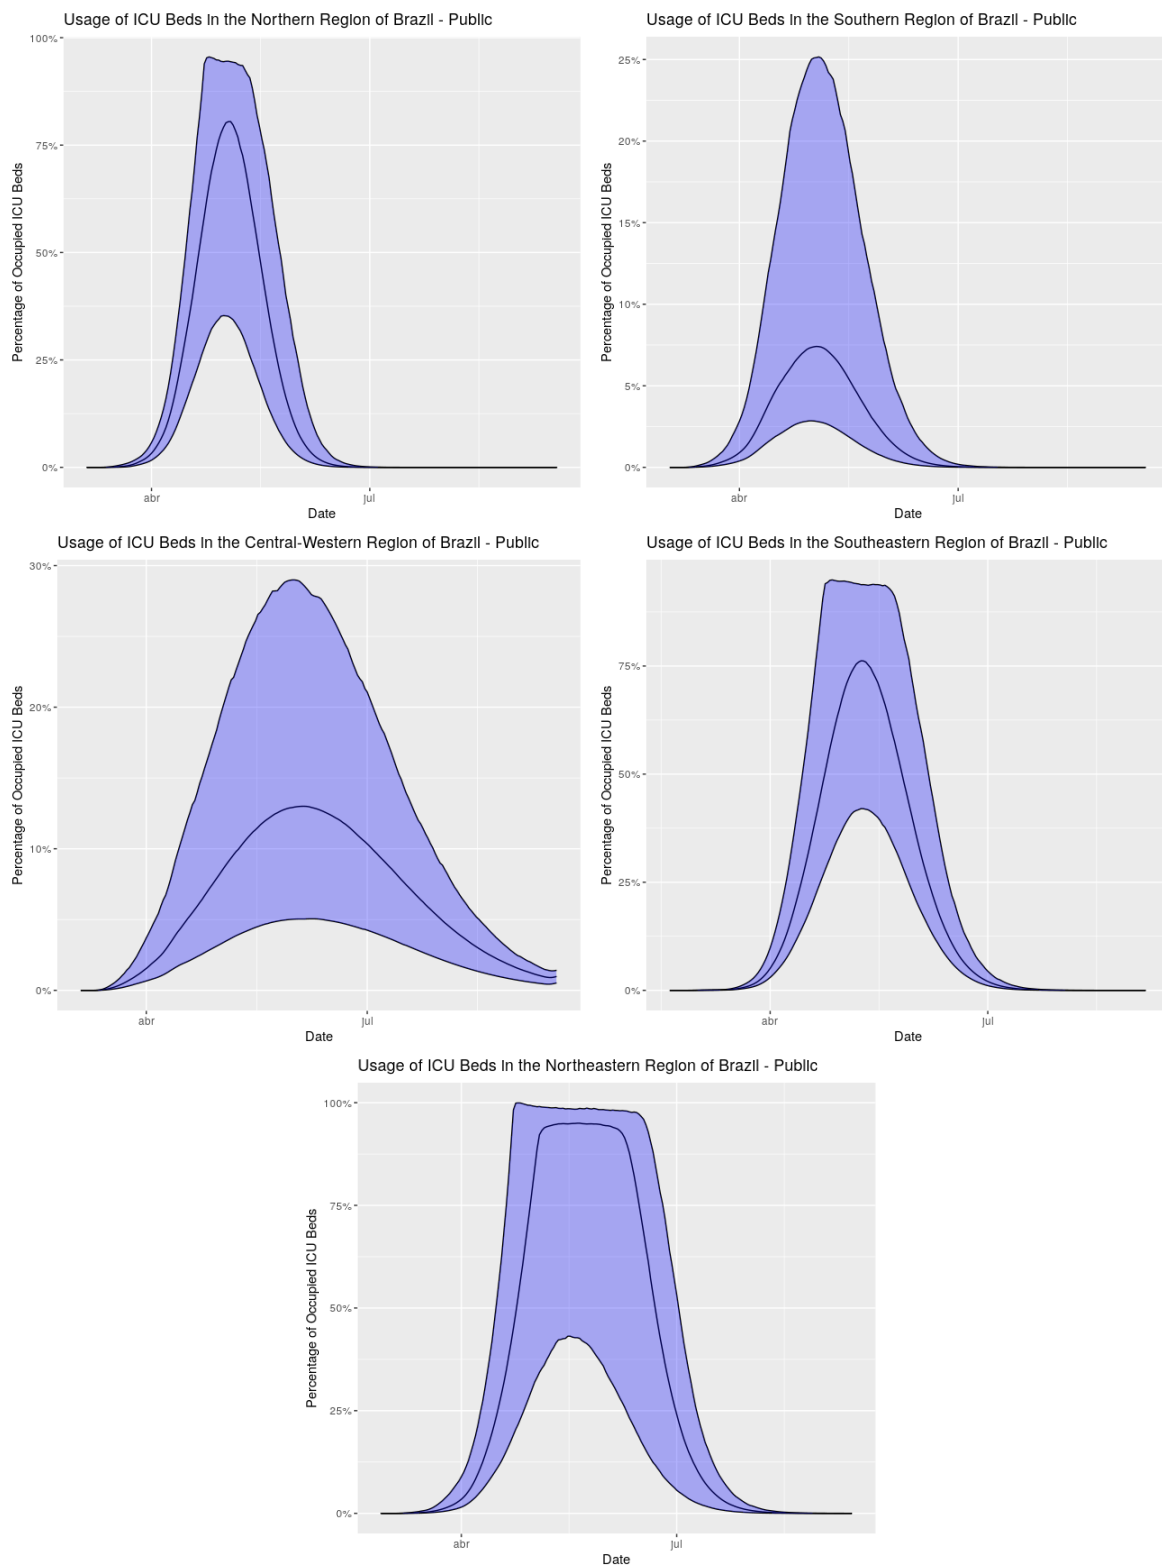 Usage of ICU Beds in the Northern Region of Brazil - Public
100%
75%
50%
25%
0%
Percentage of Occupied ICU Beds
abr
jul
Date
Usage of ICU Beds in the Southern Region of Brazil - Public
25%
20%
15%
10%
5%
0%
Percentage of Occupied ICU Beds
abr
jul
Date
Usage of ICU Beds in the Central-Western Region of Brazil - Public
30%
20%
10%
0%
Percentage of Occupied ICU Beds
abr
jul
Date
Usage of ICU Beds in the Southeastern Region of Brazil - Public
75%
50%
25%
0%
Percentage of Occupied ICU Beds
abr
jul
Date
Usage of ICU Beds in the Northeastern Region of Brazil - Public
100%
75%
50%
25%
0%
Percentage of Occupied ICU Beds
abr
jul
Date